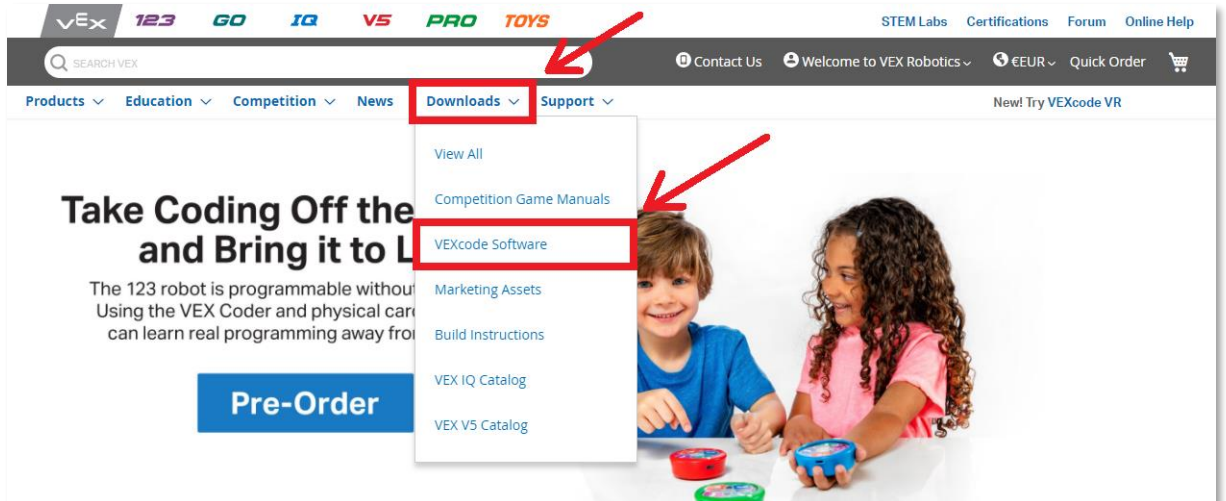 VEX 123 GO IQ V5 PRO TOYS STEM Labs Certifications Forum Online Help
SEARCH VEX Contact Us Welcome to VEX Robotics €EUR Quick Order
Products Education Competition News Downloads Support New! Try VEXcode VR
View All
Competition Game Manuals
VEXcode Software
Marketing Assets
Build Instructions
VEX IQ Catalog
VEX V5 Catalog
Take Coding Off the
and Bring it to L
The 123 robot is programmable withou
Using the VEX Coder and physical car
can learn real programming away fro
Pre-Order